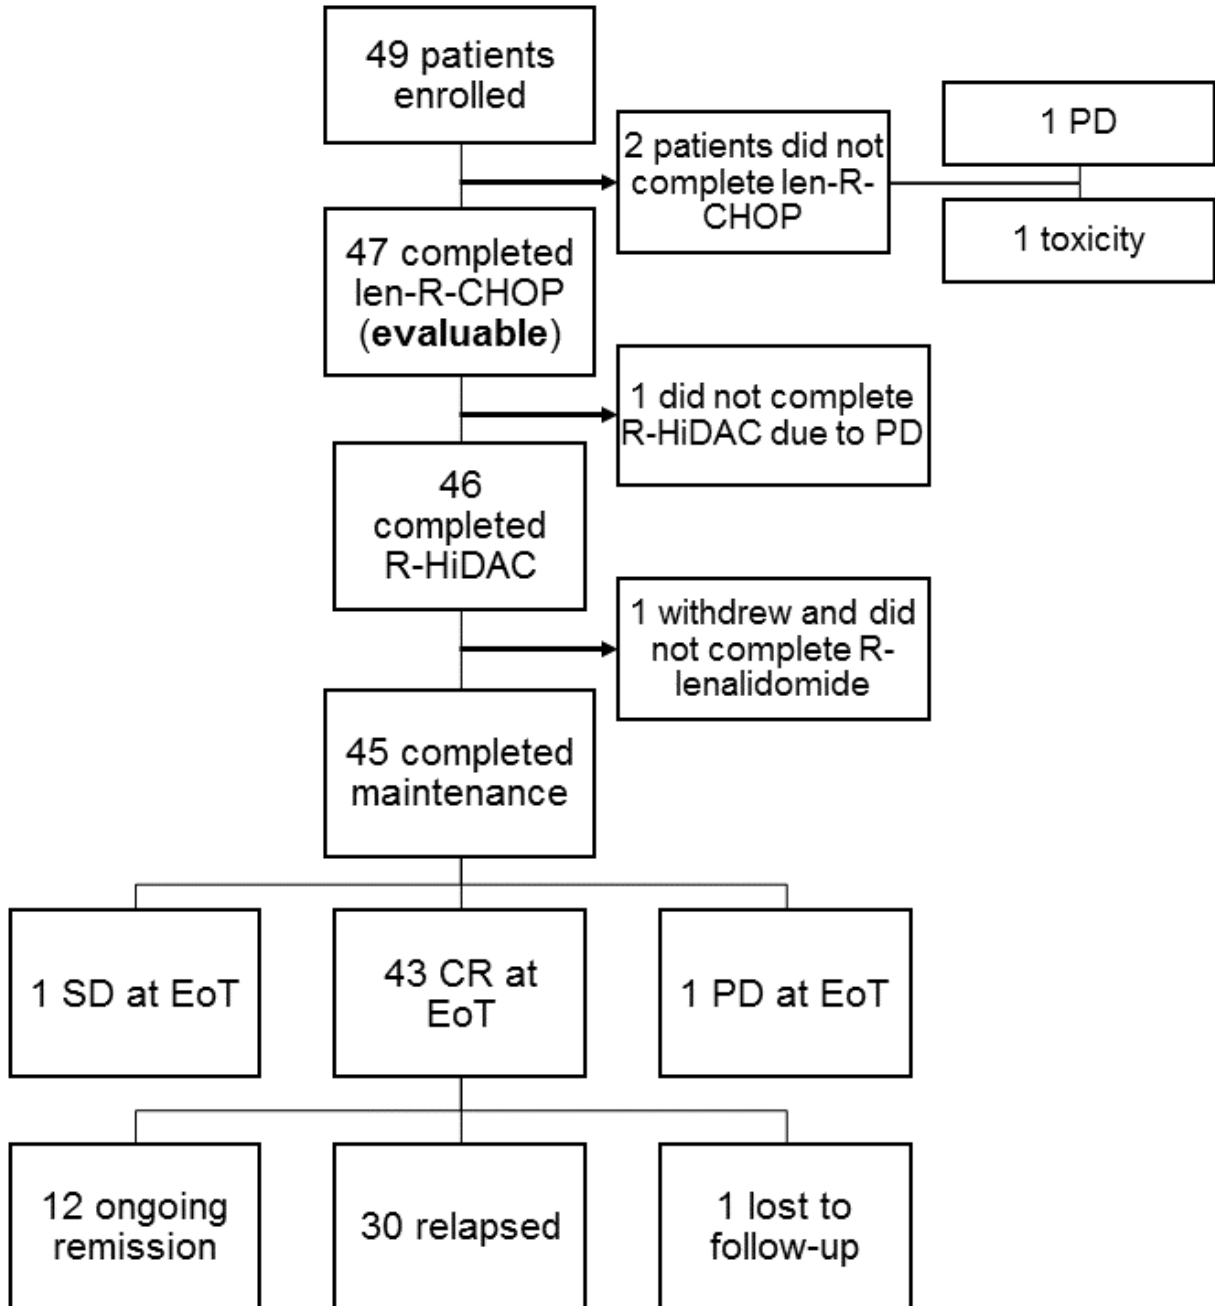 49 patients
enrolled
2 patients did not
complete len-R-
CHOP
1 PD
1 toxicity
47 completed
len-R-CHOP
(evaluable)
1 did not complete
R-HiDAC due to PD
46
completed
R-HiDAC
1 withdrew and did
not complete R-
lenalidomide
45 completed
maintenance
1 SD at EoT
43 CR at
EoT
1 PD at EoT
12 ongoing
remission
30 relapsed
1 lost to
follow-up